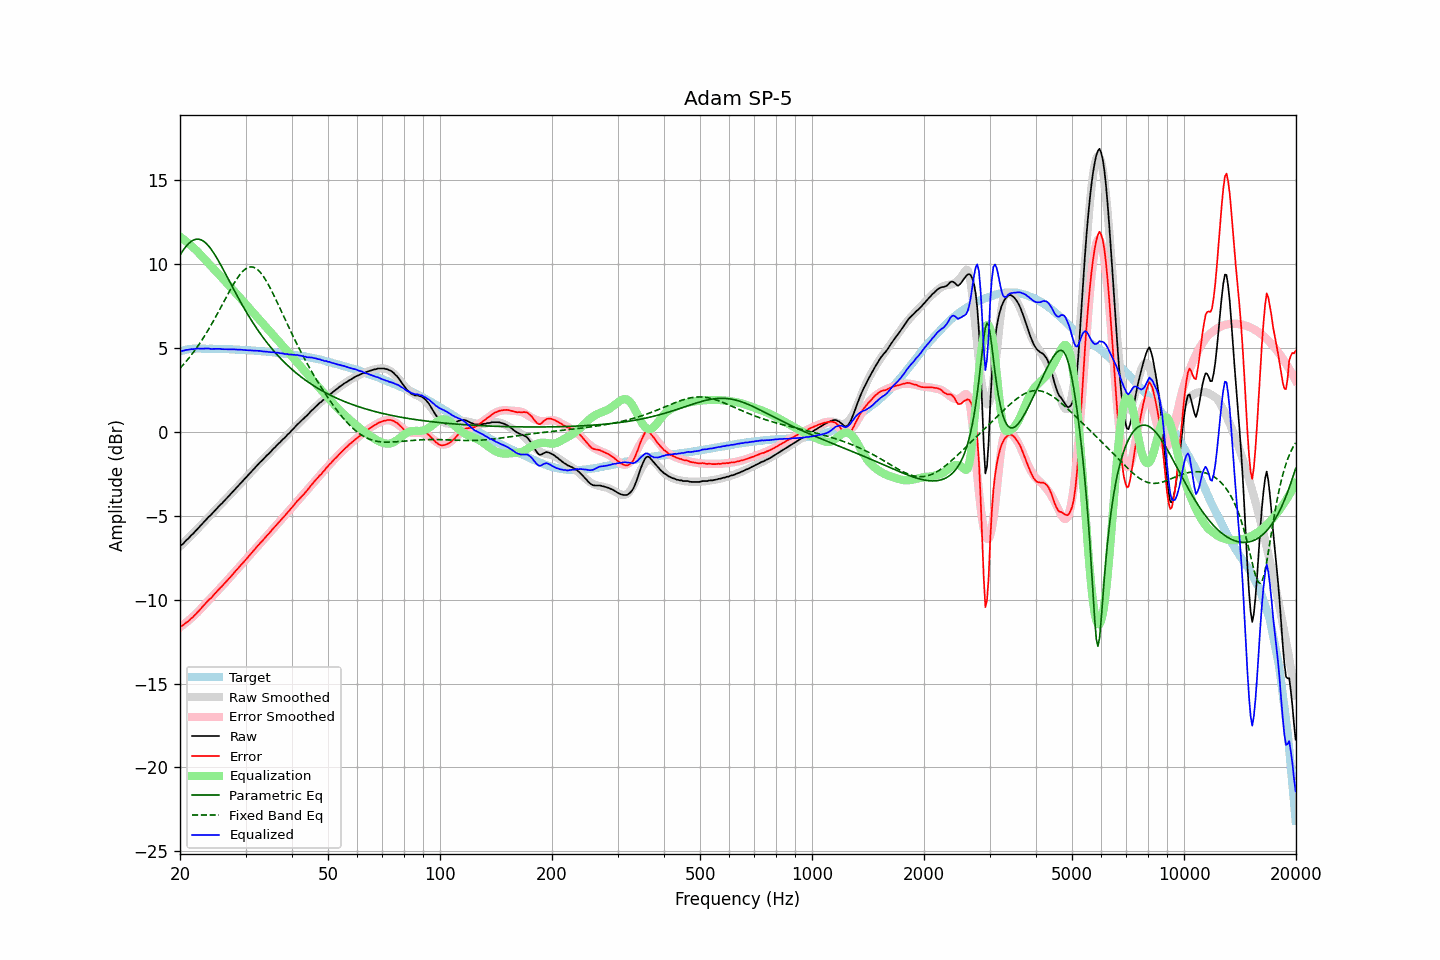 Adam SP-5
Amplitude (dBr)
15
10
5
0
−5
−10
−15
−20
−25
Target
Raw Smoothed
Error Smoothed
Raw
Error
Equalization
Parametric Eq
Fixed Band Eq
Equalized
20
50
100
200
500
1000
2000
5000
10000
20000
Frequency (Hz)